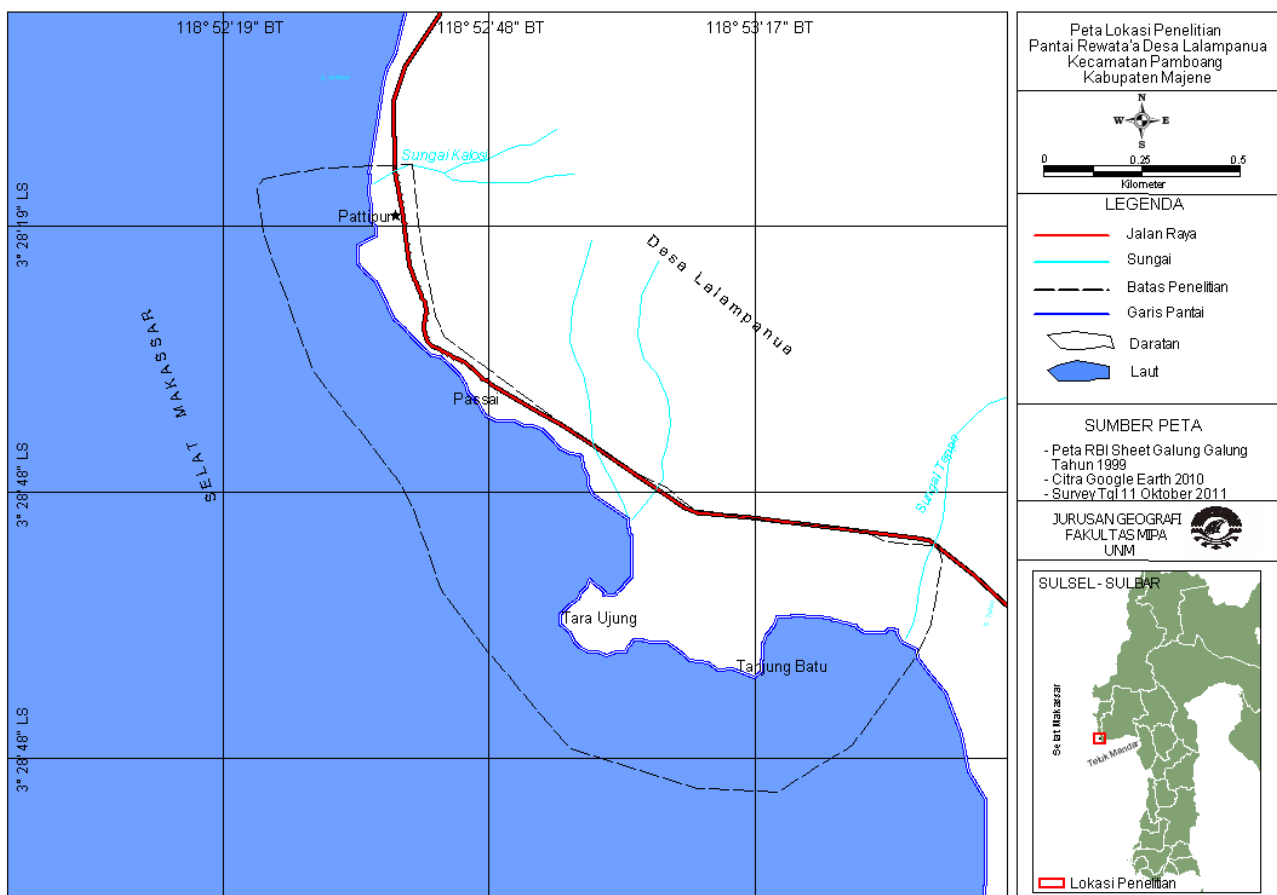 118° 52'19" BT
118° 52'48" BT
118° 53'17" BT
Sungai Kalosi
3° 28'19" LS
Pattipur
Desa Lalampanua
SELAT MAKASSAR
Passai
3° 28'48" LS
Sungai
Tara Ujung
Tanjung Batu
3° 28'48" LS
Peta Lokasi Penelitian
Pantai Rewata'a Desa Lalampanua
Kecamatan Pamboang
Kabupaten Majene
N
W E
S
0 0.25 0.5
Kilometer
LEGENDA
Jalan Raya
Sungai
Batas Penelitian
Garis Pantai
Daratan
Laut
SUMBER PETA
- Peta RBI Sheet Galung Galung
Tahun 1999
- Citra Google Earth 2010
- Survey Tgl 11 Oktober 2011
JURUSAN GEOGRAFI
FAKULTAS MIPA
UNM
SULSEL - SULBAR
Selat Makassar
Teluk Mandar
Lokasi Penelitian